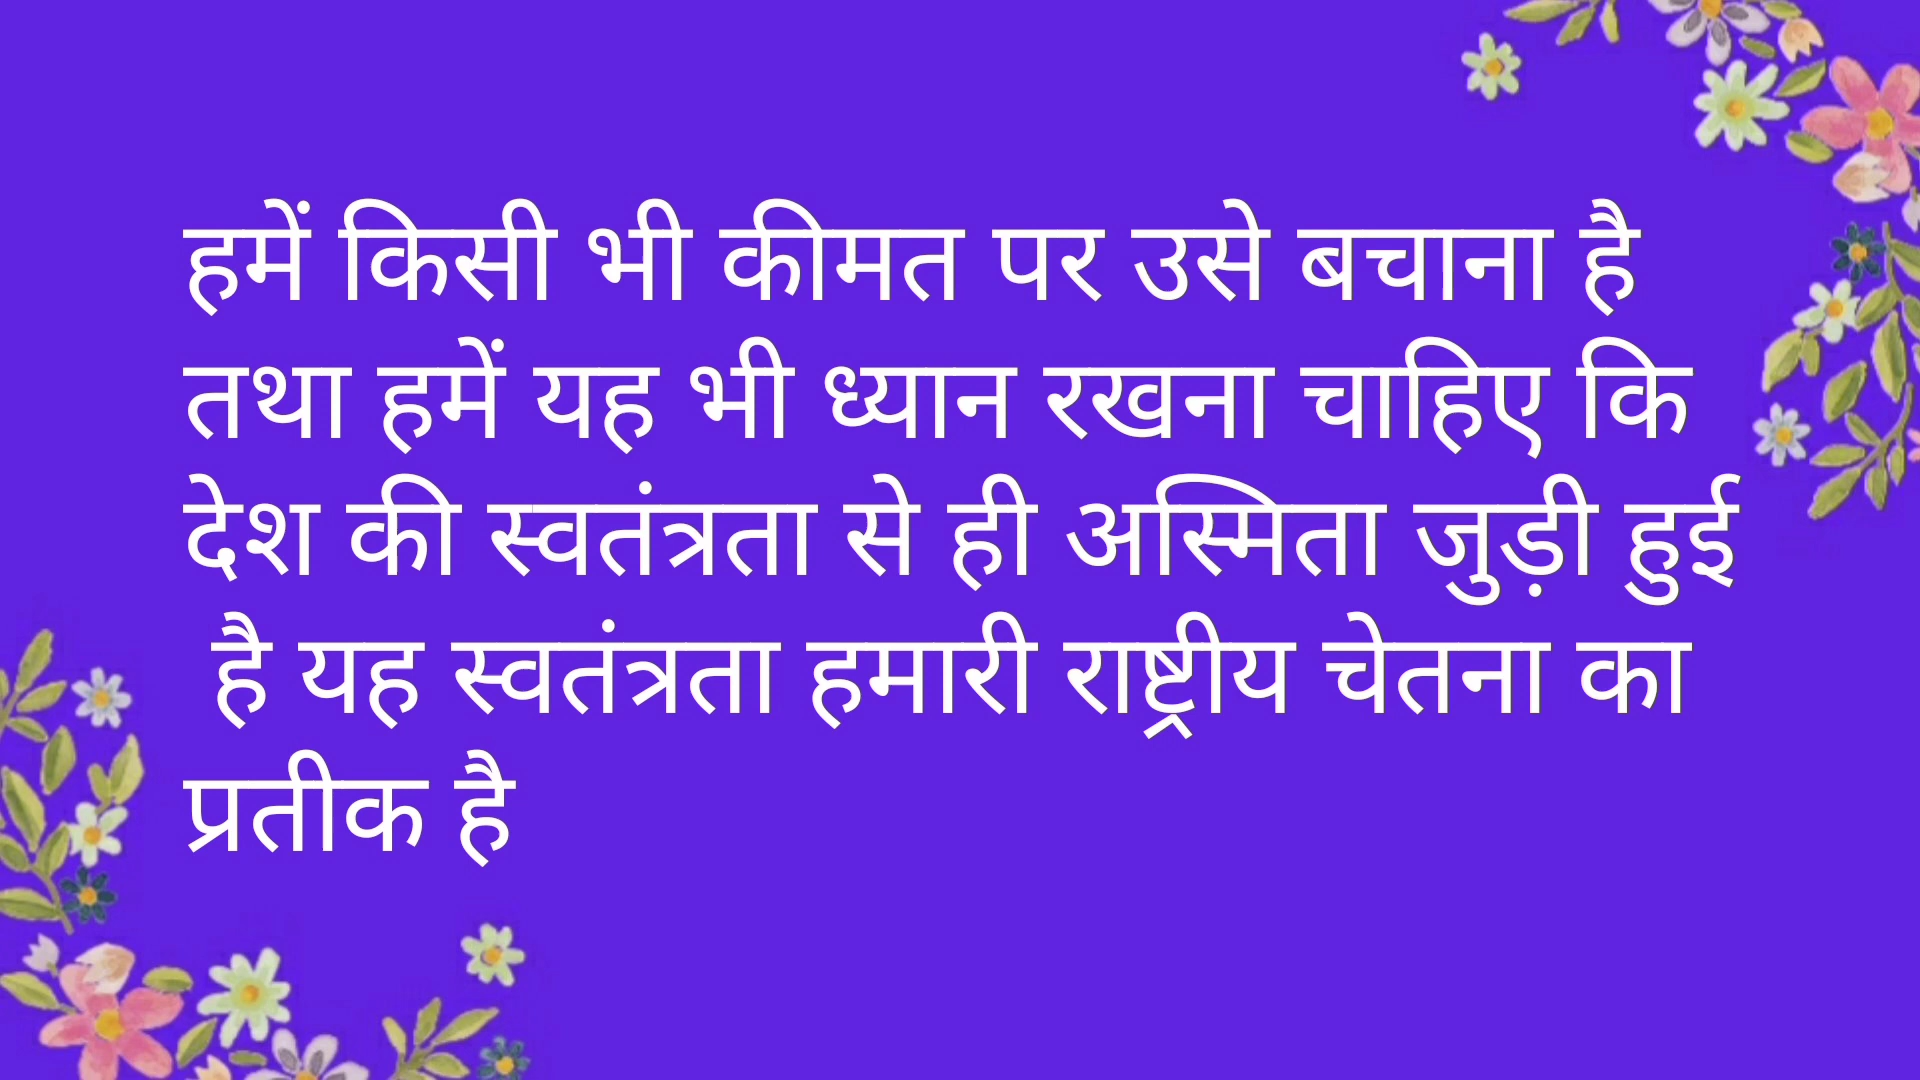 हमें किसी भी कीमत पर उसे बचाना है
तथा हमें यह भी ध्यान रखना चाहिए कि
देश की स्वतंत्रता से ही अस्मिता जुड़ी हुई
है यह स्वतंत्रता हमारी राष्ट्रीय चेतना का
प्रतीक है